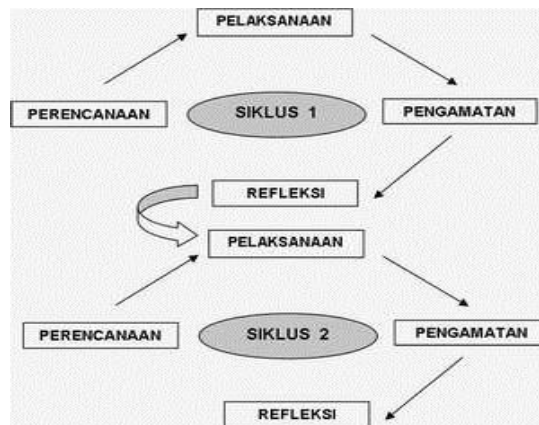 PELAKSANAAN
PERENCANAAN
SIKLUS 1
PENGAMATAN
REFLEKSI
PELAKSANAAN
PERENCANAAN
SIKLUS 2
PENGAMATAN
REFLEKSI